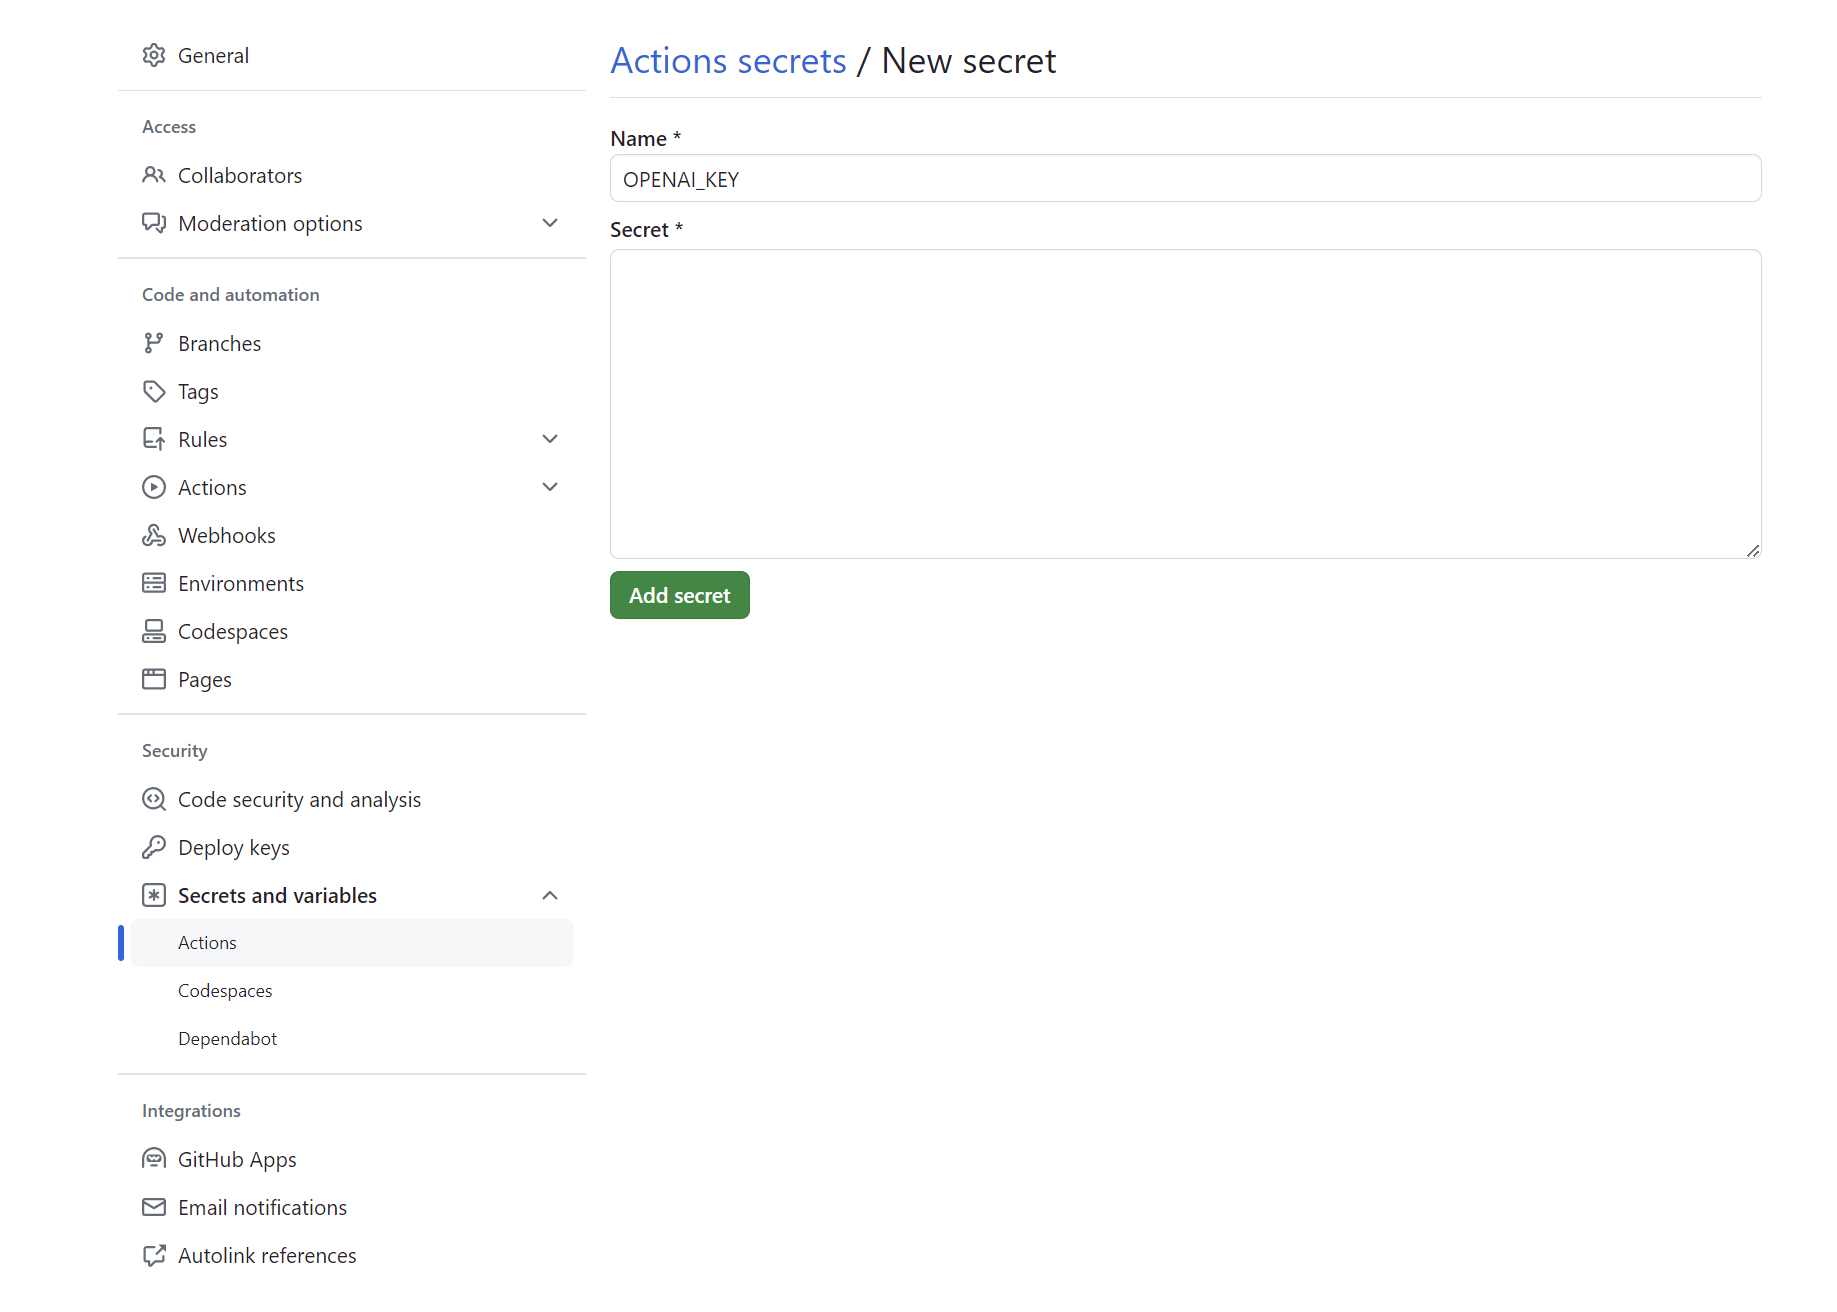 General
Access
Collaborators
Moderation options
Code and automation
Branches
Tags
Rules
Actions
Webhooks
Environments
Codespaces
Pages
Security
Code security and analysis
Deploy keys
Secrets and variables
Actions
Codespaces
Dependabot
Integrations
GitHub Apps
Email notifications
Autolink references
Actions secrets / New secret
Name *
OPENAI_KEY
Secret *
Add secret